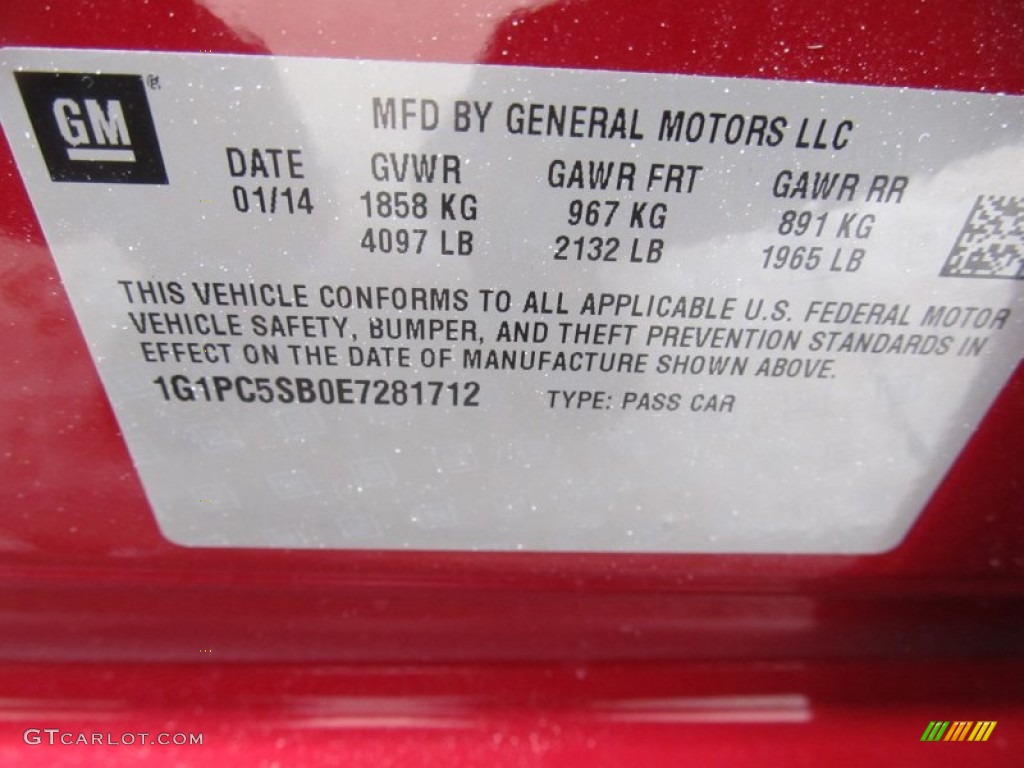 GM ®
MFD BY GENERAL MOTORS LLC
DATE GVWR GAWR FRT GAWR RR
01/14 1858 KG 967 KG 891 KG
4097 LB 2132 LB 1965 LB
THIS VEHICLE CONFORMS TO ALL APPLICABLE U.S. FEDERAL MOTOR
VEHICLE SAFETY, BUMPER, AND THEFT PREVENTION STANDARDS IN
EFFECT ON THE DATE OF MANUFACTURE SHOWN ABOVE.
1G1PC5SB0E7281712 TYPE: PASS CAR
GTCARLOT.COM